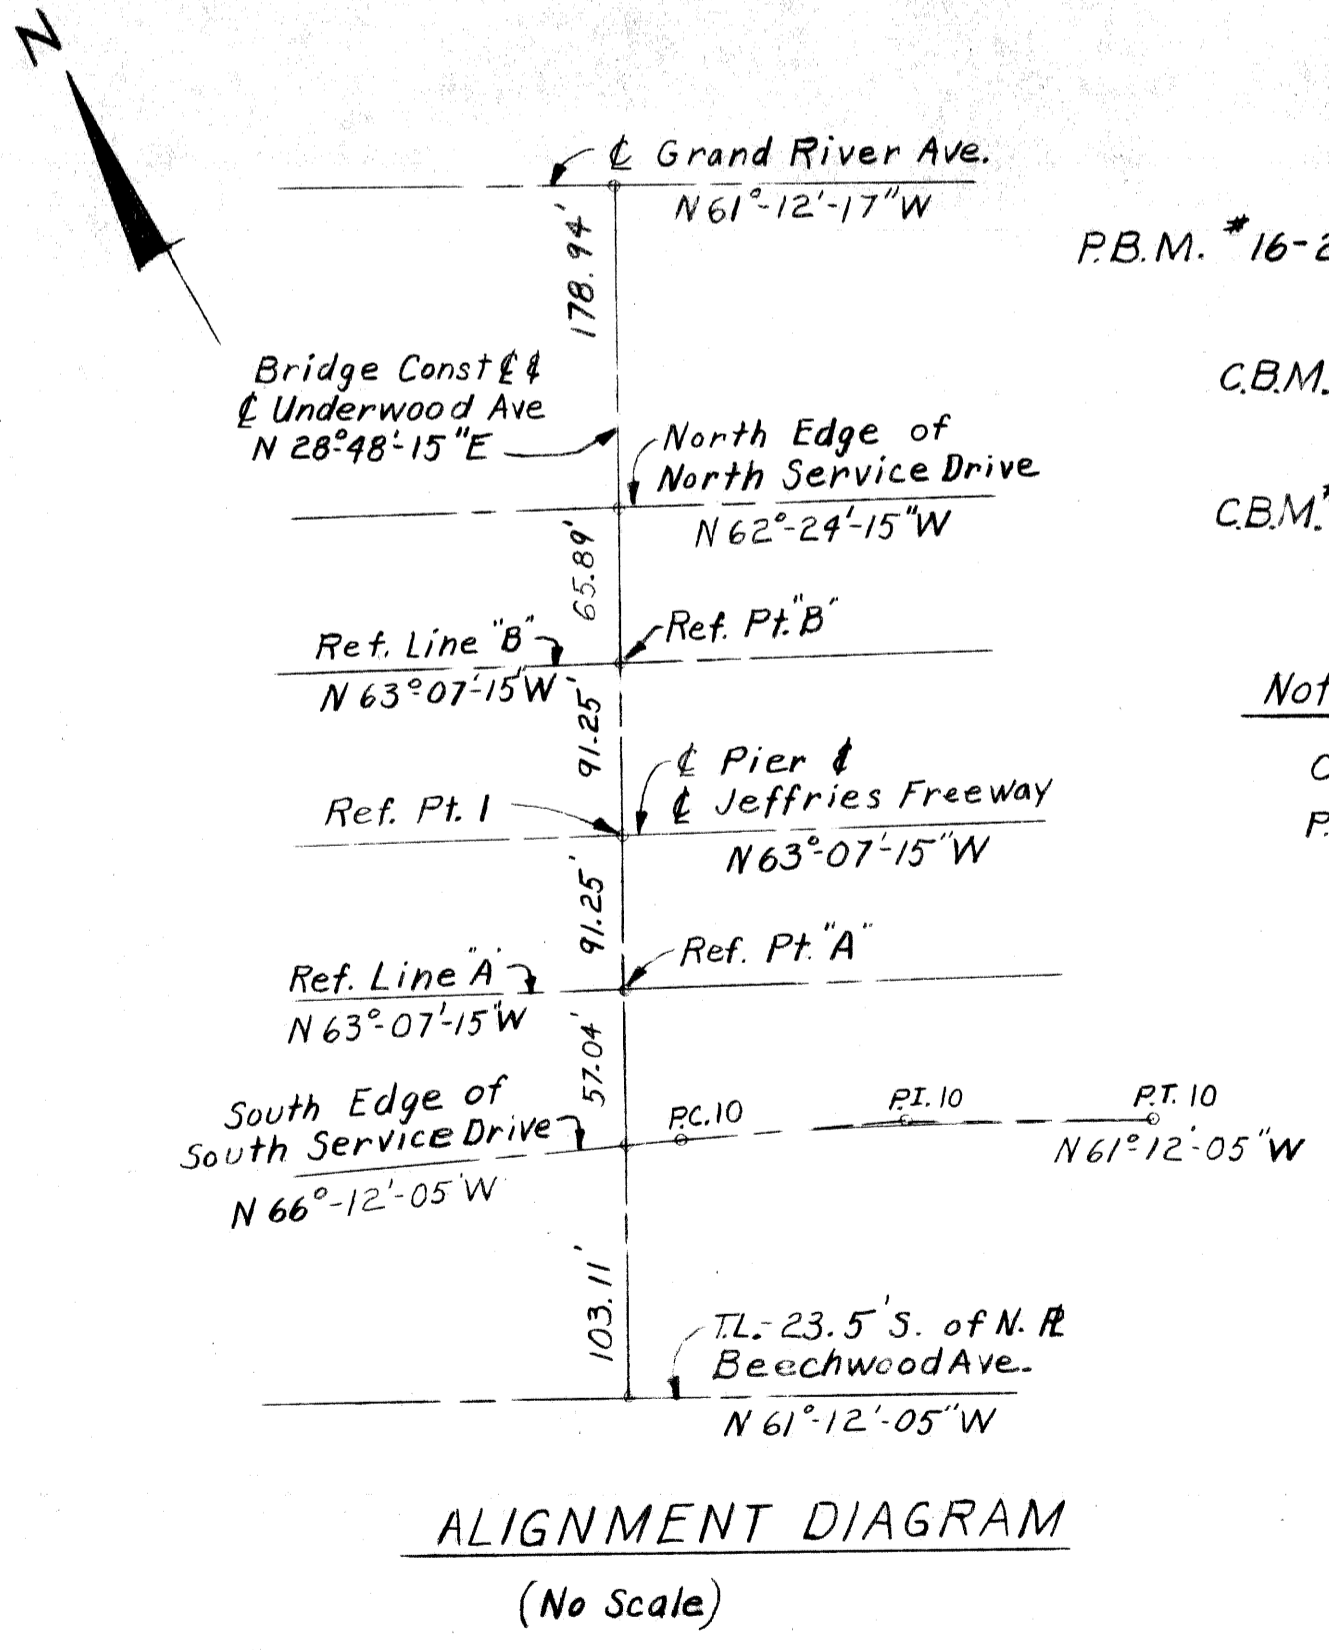 N
℄ Grand River Ave.
N 61°-12'-17"W
178.94'
P.B.M. #16-2
Bridge Const ℄ &
℄ Underwood Ave
N 28°-48'-15"E
C.B.M.
North Edge of
North Service Drive
N 62°-24'-15"W
C.B.M.#
65.89'
Ref. Line "B"
N 63°07'-15"W
Ref. Pt. "B"
91.25'
Not
℄ Pier &
℄ Jeffries Freeway
N 63°-07'-15"W
Ref. Pt. 1
C
P.
91.25'
Ref. Line "A"
N 63°-07'-15"W
Ref. Pt. "A"
57.04'
South Edge of
South Service Drive
N 66°-12'-05"W
P.C. 10
P.I. 10
P.T. 10
N 61°-12'-05"W
103.11'
T.L.-23.5' S. of N. ⅊
Beechwood Ave.
N 61°-12'-05"W
ALIGNMENT DIAGRAM
(No Scale)